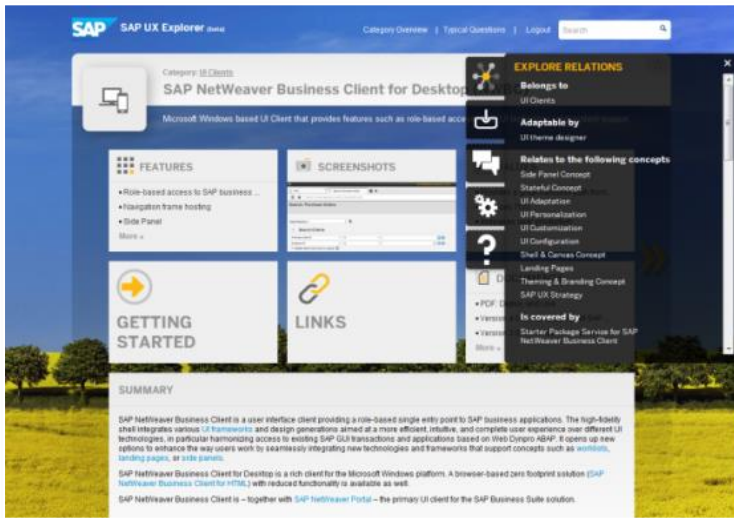 SAP
SAP UX Explorer (beta)
Category Overview | Typical Questions | Logout
Search
Category: UI Clients
SAP NetWeaver Business Client for Desktop
Microsoft Windows based UI Client that provides features such as role-based
EXPLORE RELATIONS
Belongs to
UI Clients
Adaptable by
UI theme designer
Relates to the following concepts
Side Panel Concept
Stateful Concept
UI Adaptation
UI Personalization
UI Customization
UI Configuration
Shell & Canvas Concept
Landing Pages
Theming & Branding Concept
SAP UX Strategy
Is covered by
Starter Package Service for SAP
NetWeaver Business Client
FEATURES
• Role-based access to SAP business ...
• Navigation frame hosting
• Side Panel
More »
SCREENSHOTS
GETTING
STARTED
LINKS
• PDF:
• Version
• Version
More »
SUMMARY
SAP NetWeaver Business Client is a user interface client providing a role-based single entry point to SAP business applications. The high-fidelity
shell integrates various UI frameworks and design generations aimed at a more efficient, intuitive, and complete user experience over different UI
technologies, in particular harmonizing access to existing SAP GUI transactions and applications based on Web Dynpro ABAP. It opens up new
options to enhance the way users work by seamlessly integrating new technologies and frameworks that support concepts such as worklists,
landing pages, or side panels.
SAP NetWeaver Business Client for Desktop is a rich client for the Microsoft Windows platform. A browser-based zero footprint solution (SAP
NetWeaver Business Client for HTML) with reduced functionality is available as well.
SAP NetWeaver Business Client is – together with SAP NetWeaver Portal – the primary UI client for the SAP Business Suite solution.